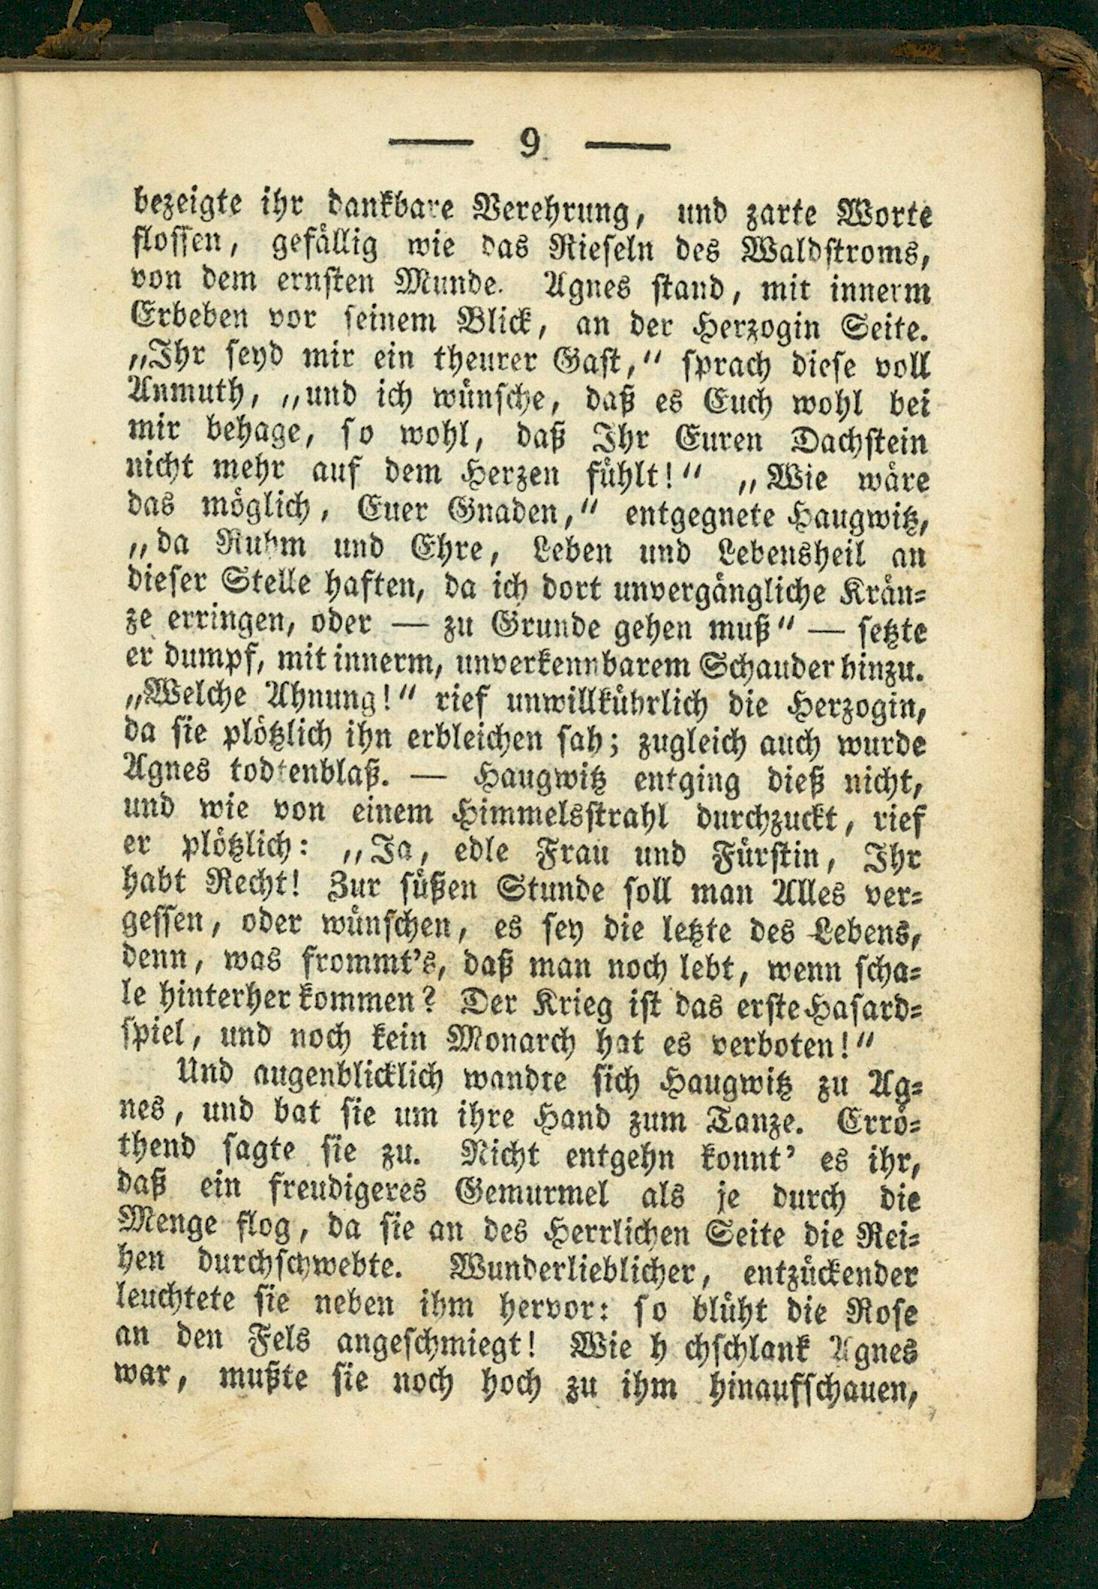 — 9 —
bezeigte ihr dankbare Verehrung, und zarte Worte
flossen, gefällig wie das Rieseln des Waldstroms,
von dem ernsten Munde. Agnes stand, mit innerm
Erbeben vor seinem Blick, an der Herzogin Seite.
„Ihr seyd mir ein theurer Gast,“ sprach diese voll
Anmuth, „und ich wünsche, daß es Euch wohl bei
mir behage, so wohl, daß Ihr Euren Dachstein
nicht mehr auf dem Herzen fühlt!“ „Wie wäre
das möglich, Euer Gnaden,“ entgegnete Haugwitz,
„da Ruhm und Ehre, Leben und Lebensheil an
dieser Stelle haften, da ich dort unvergängliche Krän-
ze erringen, oder — zu Grunde gehen muß“ — setzte
er dumpf, mit innerm, unverkennbarem Schauder hinzu.
„Welche Ahnung!“ rief unwillkührlich die Herzogin,
da sie plötzlich ihn erbleichen sah; zugleich auch wurde
Agnes todtenblaß. — Haugwitz entging dieß nicht,
und wie von einem Himmelsstrahl durchzuckt, rief
er plötzlich: „Ja, edle Frau und Fürstin, Ihr
habt Recht! Zur süßen Stunde soll man Alles ver-
gessen, oder wünschen, es sey die letzte des Lebens,
denn, was frommt's, daß man noch lebt, wenn scha-
le hinterher kommen? Der Krieg ist das erste Hasard-
spiel, und noch kein Monarch hat es verboten!“
Und augenblicklich wandte sich Haugwitz zu Ag-
nes, und bat sie um ihre Hand zum Tanze. Errö-
thend sagte sie zu. Nicht entgehn konnt' es ihr,
daß ein freudigeres Gemurmel als je durch die
Menge flog, da sie an des Herrlichen Seite die Rei-
hen durchschwebte. Wunderlieblicher, entzückender
leuchtete sie neben ihm hervor: so blüht die Rose
an den Fels angeschmiegt! Wie h chschlank Agnes
war, mußte sie noch hoch zu ihm hinaufschauen,